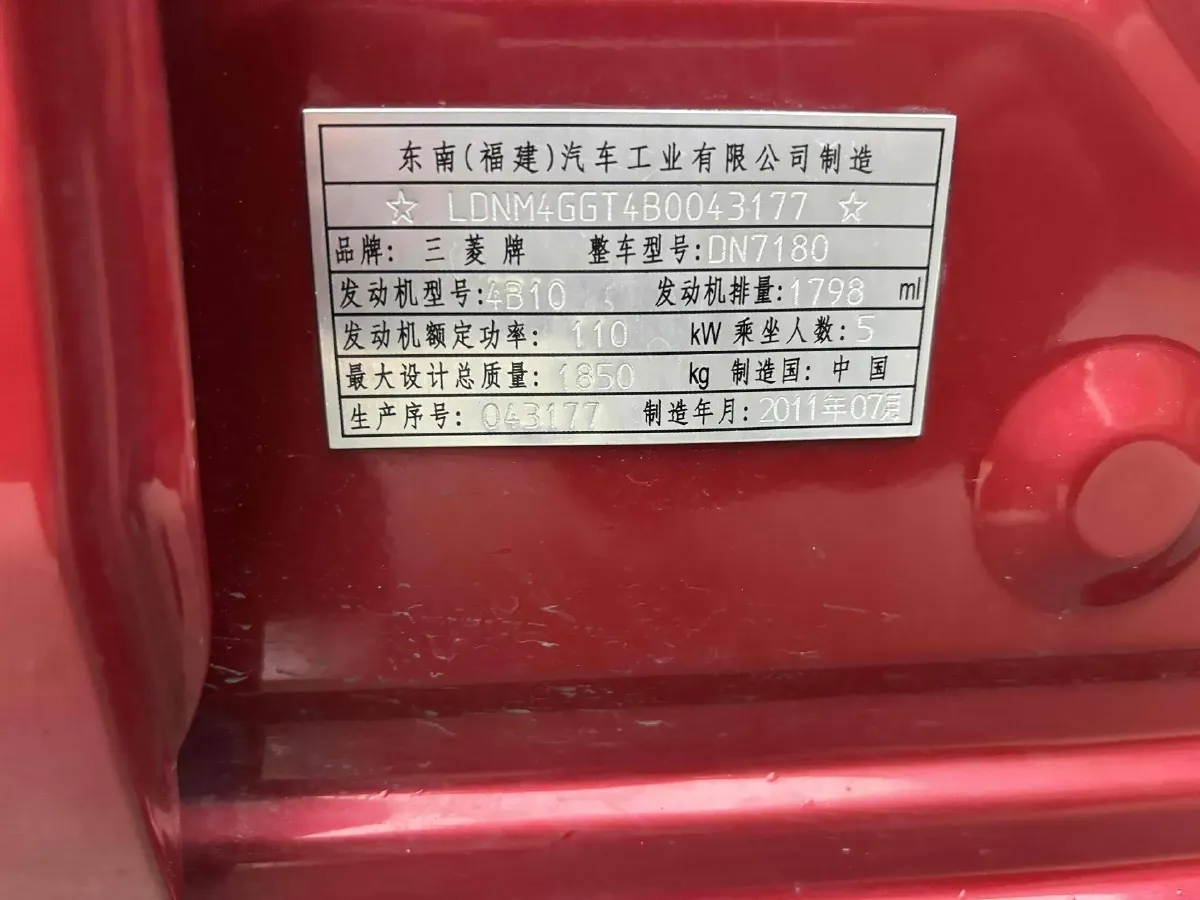 东南(福建)汽车工业有限公司制造
☆ LDNM4GGT4B0043177 ☆
品牌: 三菱牌 整车型号:DN7180
发动机型号:4B10 发动机排量:1798 ml
发动机额定功率: 110 kW 乘坐人数:5
最大设计总质量: 1850 kg 制造国: 中国
生产序号: 043177 制造年月: 2011年07月